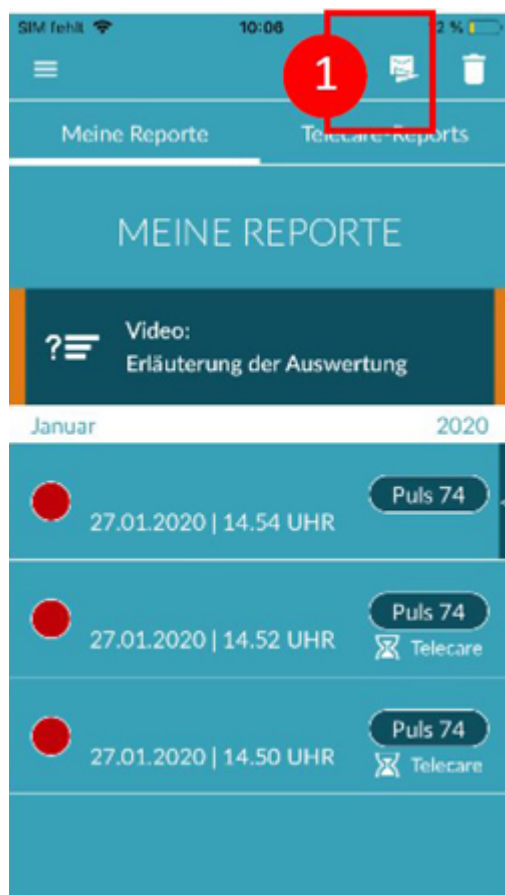 SIM fehlt 10:06 2 %
1
Meine Reporte Telecare-Reports
MEINE REPORTE
?
Video:
Erläuterung der Auswertung
Januar 2020
Puls 74
27.01.2020 | 14.54 UHR
Puls 74
27.01.2020 | 14.52 UHR Telecare
Puls 74
27.01.2020 | 14.50 UHR Telecare